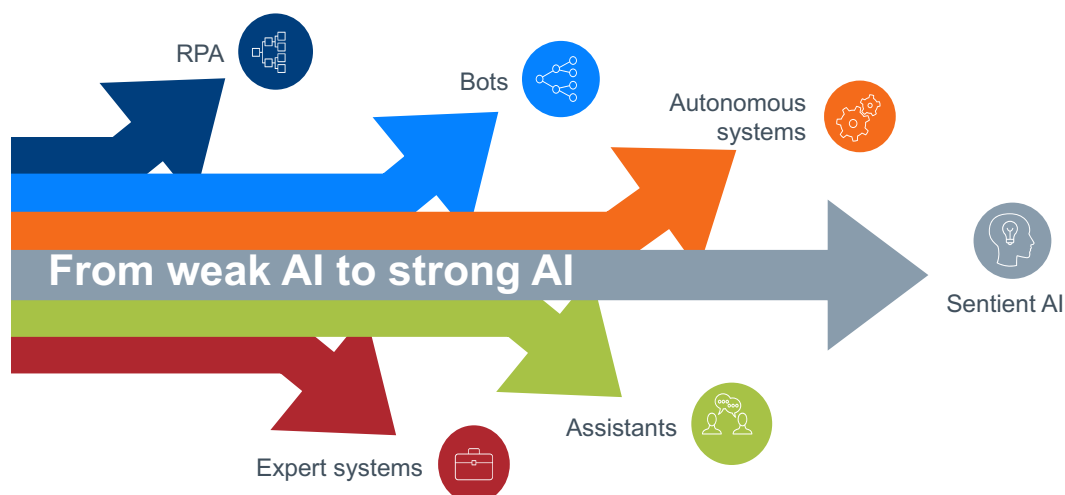 RPA
Bots
Autonomous
systems
From weak AI to strong AI
Sentient AI
Assistants
Expert systems